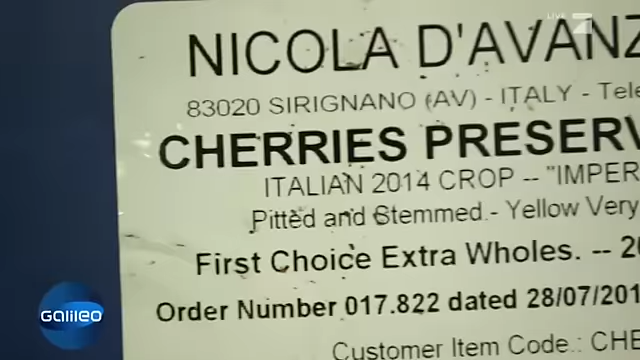 LIVE
NICOLA D'AVANZ
83020 SIRIGNANO (AV) - ITALY - Tele
CHERRIES PRESERV
ITALIAN 2014 CROP -- "IMPER
Pitted and Stemmed.- Yellow Very
First Choice Extra Wholes. -- 20
Order Number 017.822 dated 28/07/201
Customer Item Code.: CHE
Galileo